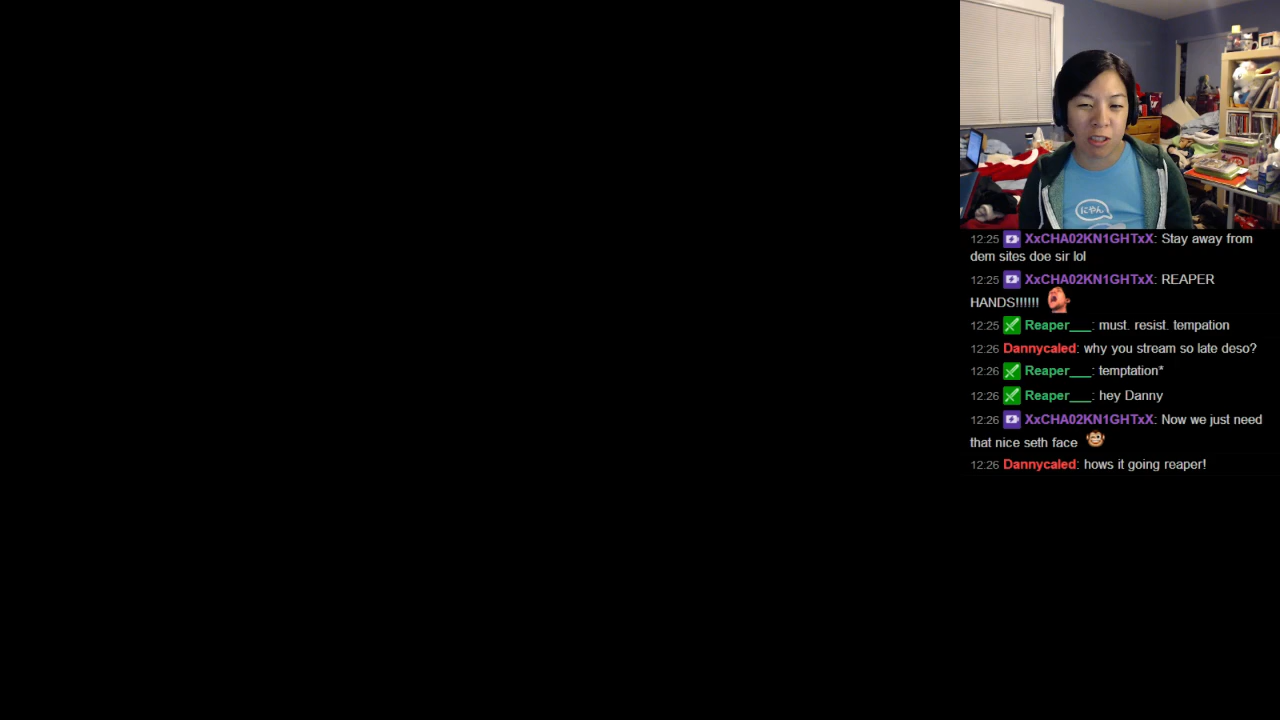 にゃん。
12:25 XxCHA02KN1GHTxX: Stay away from
dem sites doe sir lol
12:25 XxCHA02KN1GHTxX: REAPER
HANDS!!!!!!
12:25 Reaper___: must. resist. tempation
12:26 Dannycaled: why you stream so late deso?
12:26 Reaper___: temptation*
12:26 Reaper___: hey Danny
12:26 XxCHA02KN1GHTxX: Now we just need
that nice seth face
12:26 Dannycaled: hows it going reaper!